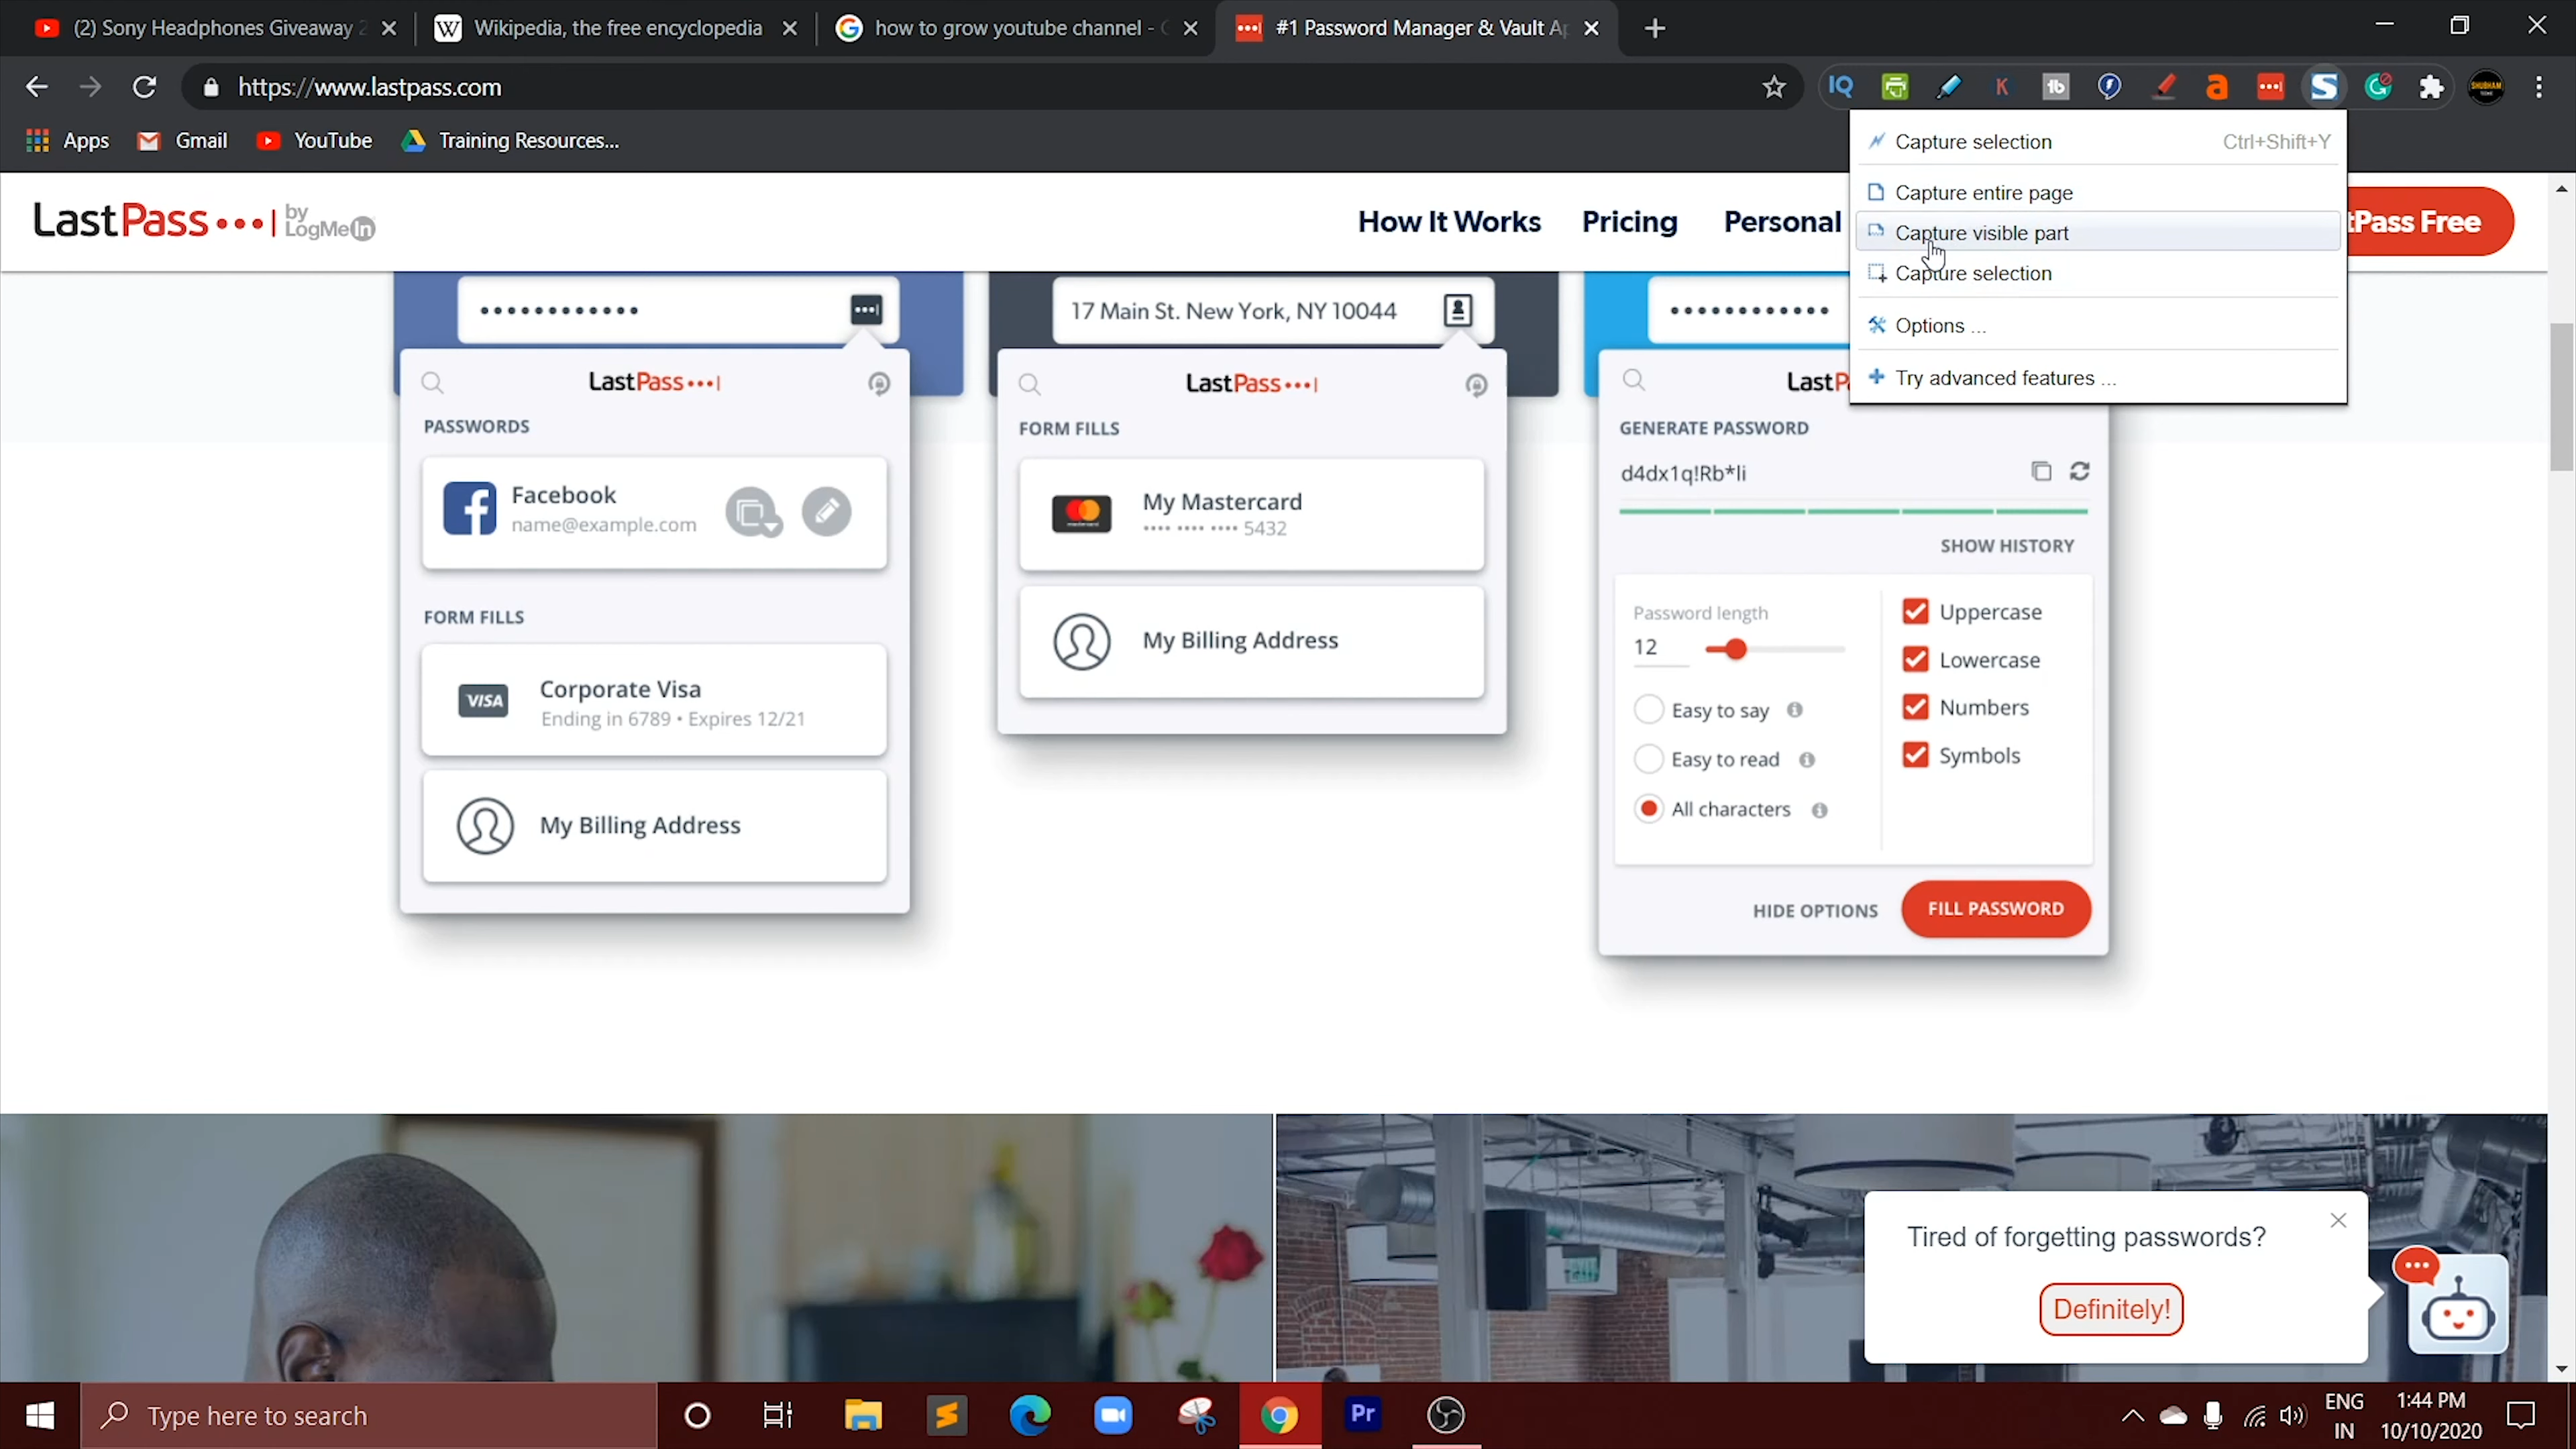 (2) Sony Headphones Giveaway 2
Wikipedia, the free encyclopedia
how to grow youtube channel -
#1 Password Manager & Vault Ap
https://www.lastpass.com
Apps
Gmail
YouTube
Training Resources...
LastPass by LogMeIn
How It Works
Pricing
Personal
tPass Free
Capture selection Ctrl+Shift+Y
Capture entire page
Capture visible part
Capture selection
Options ...
Try advanced features ...
LastPass
PASSWORDS
Facebook
name@example.com
FORM FILLS
VISA
Corporate Visa
Ending in 6789 • Expires 12/21
My Billing Address
17 Main St. New York, NY 10044
LastPass
FORM FILLS
My Mastercard
•••• •••• •••• 5432
My Billing Address
LastPa
GENERATE PASSWORD
d4dx1q!Rb*li
SHOW HISTORY
Password length
12
Easy to say
Easy to read
All characters
Uppercase
Lowercase
Numbers
Symbols
HIDE OPTIONS
FILL PASSWORD
Tired of forgetting passwords?
Definitely!
Type here to search
Pr
ENG
IN
1:44 PM
10/10/2020